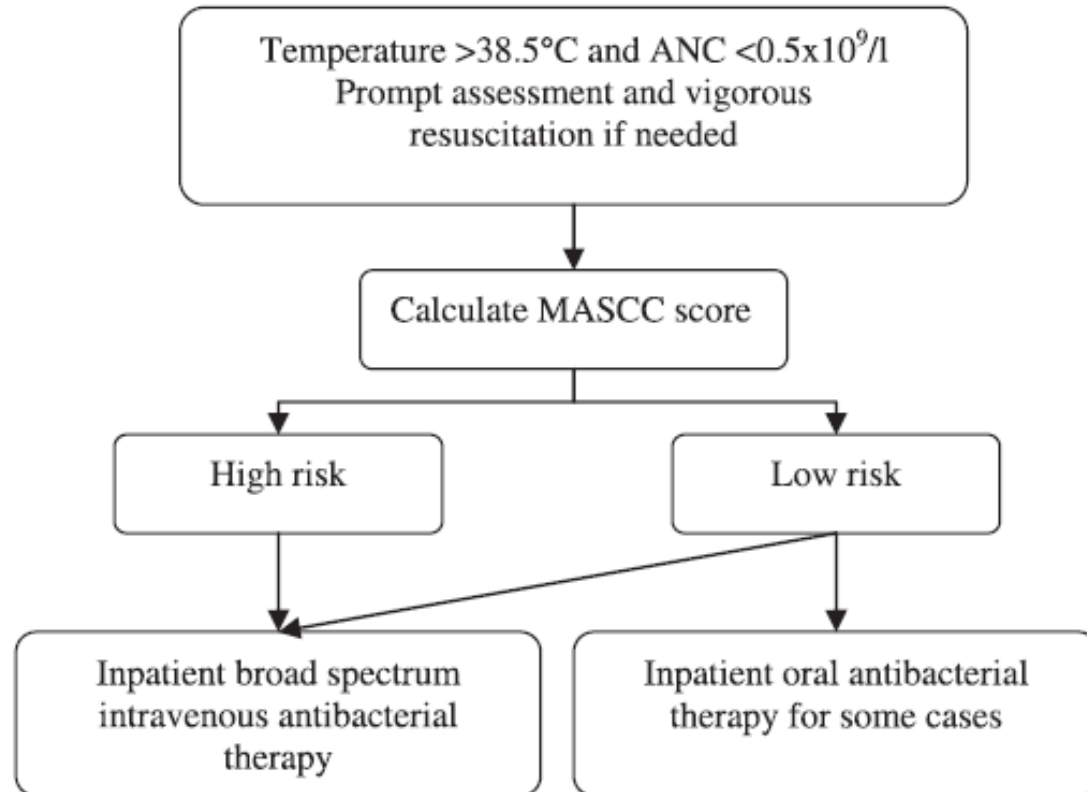 Temperature >38.5°C and ANC <0.5x10⁹/l
Prompt assessment and vigorous
resuscitation if needed
Calculate MASCC score
High risk
Low risk
Inpatient broad spectrum
intravenous antibacterial
therapy
Inpatient oral antibacterial
therapy for some cases